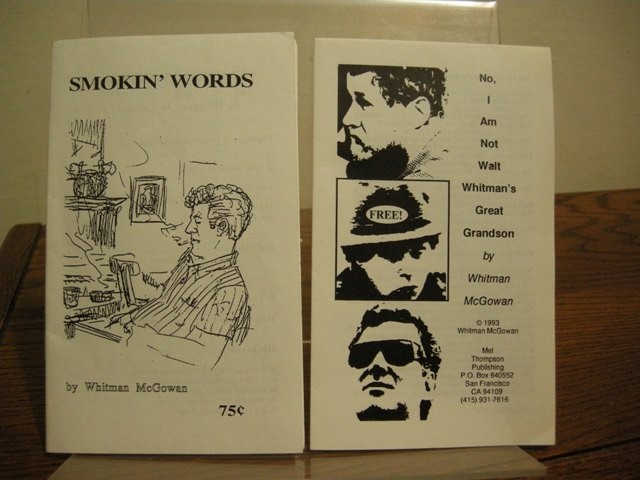 SMOKIN' WORDS
by Whitman McGowan
75¢
No,
I
Am
Not
Walt
Whitman's
Great
Grandson
by
Whitman
McGowan
FREE!
© 1993
Whitman McGowan
Mel
Thompson
Publishing
P.O. Box 640552
San Francisco
CA 94109
(415) 931-7616